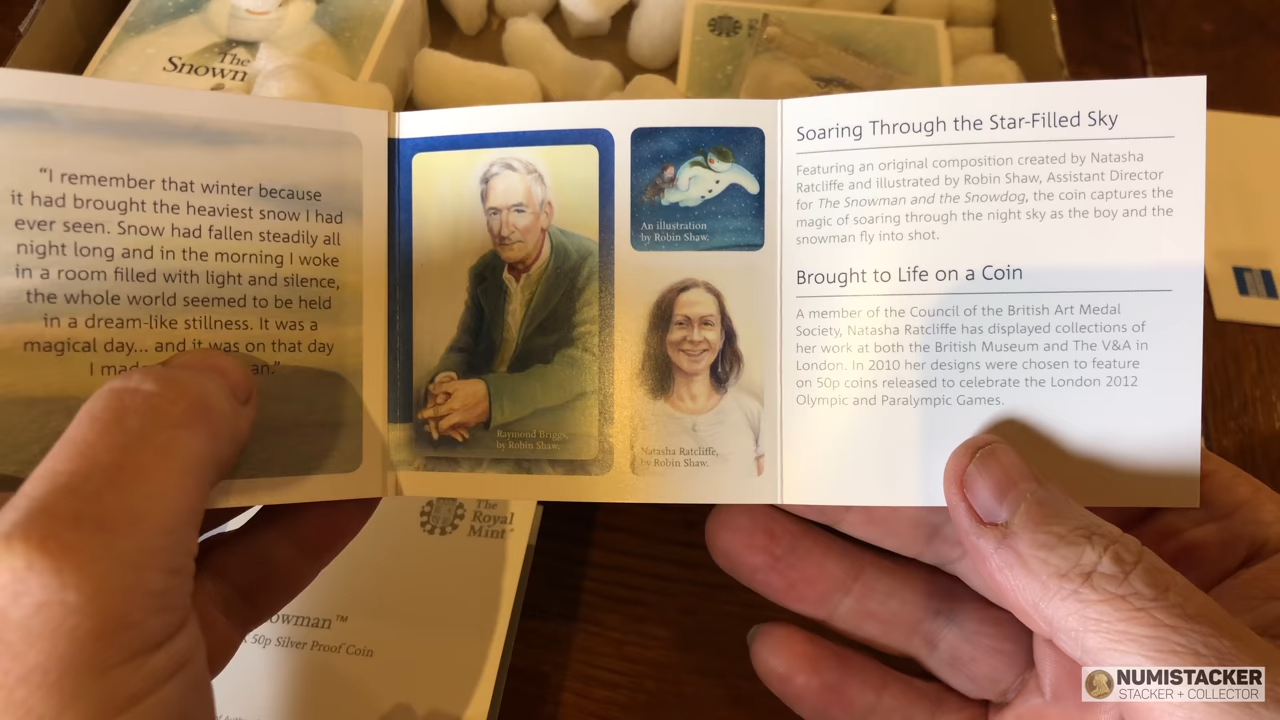 The
Snown
"I remember that winter because
it had brought the heaviest snow I had
ever seen. Snow had fallen steadily all
night long and in the morning I woke
in a room filled with light and silence,
the whole world seemed to be held
in a dream-like stillness. It was a
magical day... and it was on that day
I mad an."
Raymond Briggs,
by Robin Shaw.
An illustration
by Robin Shaw.
Natasha Ratcliffe,
by Robin Shaw.
Soaring Through the Star-Filled Sky
Featuring an original composition created by Natasha
Ratcliffe and illustrated by Robin Shaw, Assistant Director
for The Snowman and the Snowdog, the coin captures the
magic of soaring through the night sky as the boy and the
snowman fly into shot.
Brought to Life on a Coin
A member of the Council of the British Art Medal
Society, Natasha Ratcliffe has displayed collections of
her work at both the British Museum and The V&A in
London. In 2010 her designs were chosen to feature
on 50p coins released to celebrate the London 2012
Olympic and Paralympic Games.
The
Royal
Mint
owman™
50p Silver Proof Coin
NUMISTACKER
STACKER + COLLECTOR